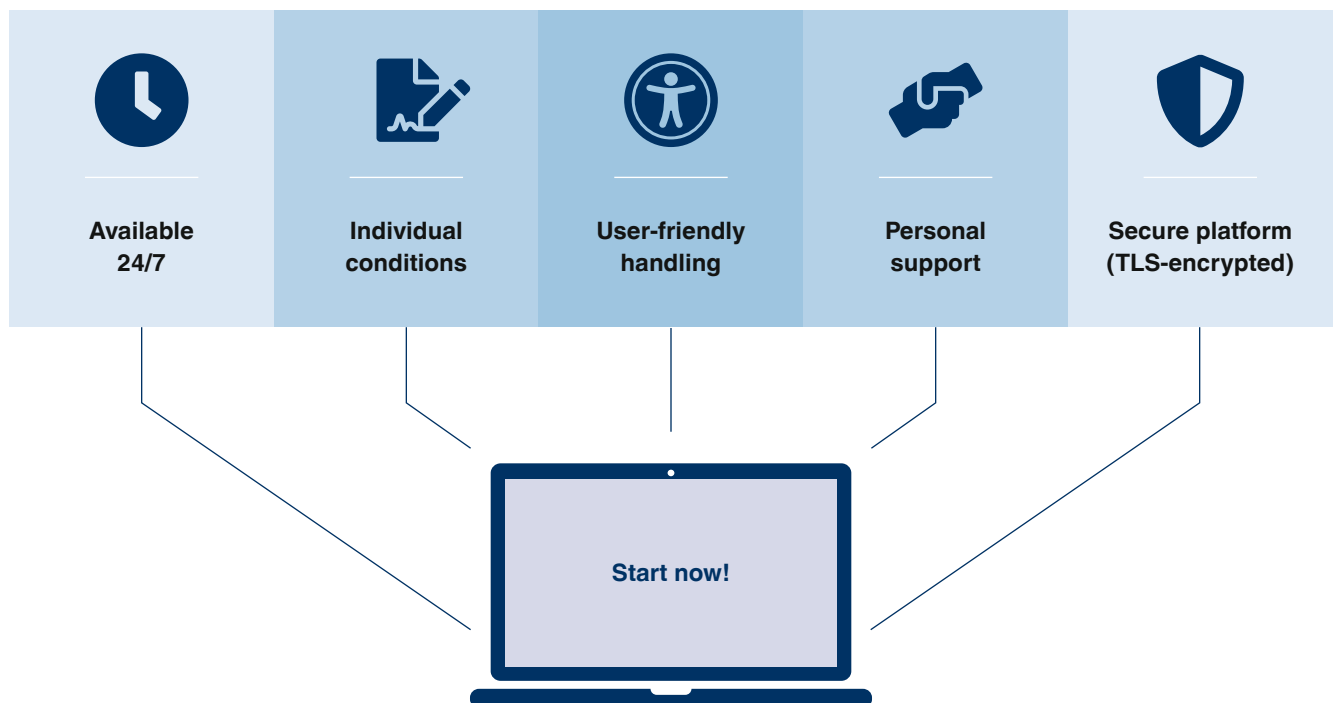 Available
24/7
Individual
conditions
User-friendly
handling
Personal
support
Secure platform
(TLS-encrypted)
Start now!